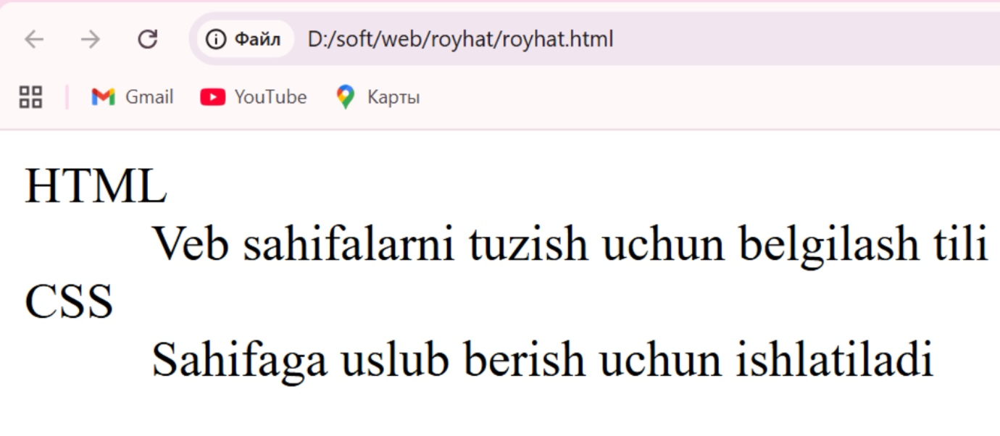 Файл D:/soft/web/royhat/royhat.html
Gmail YouTube Карты
HTML
Veb sahifalarni tuzish uchun belgilash tili
CSS
Sahifaga uslub berish uchun ishlatiladi